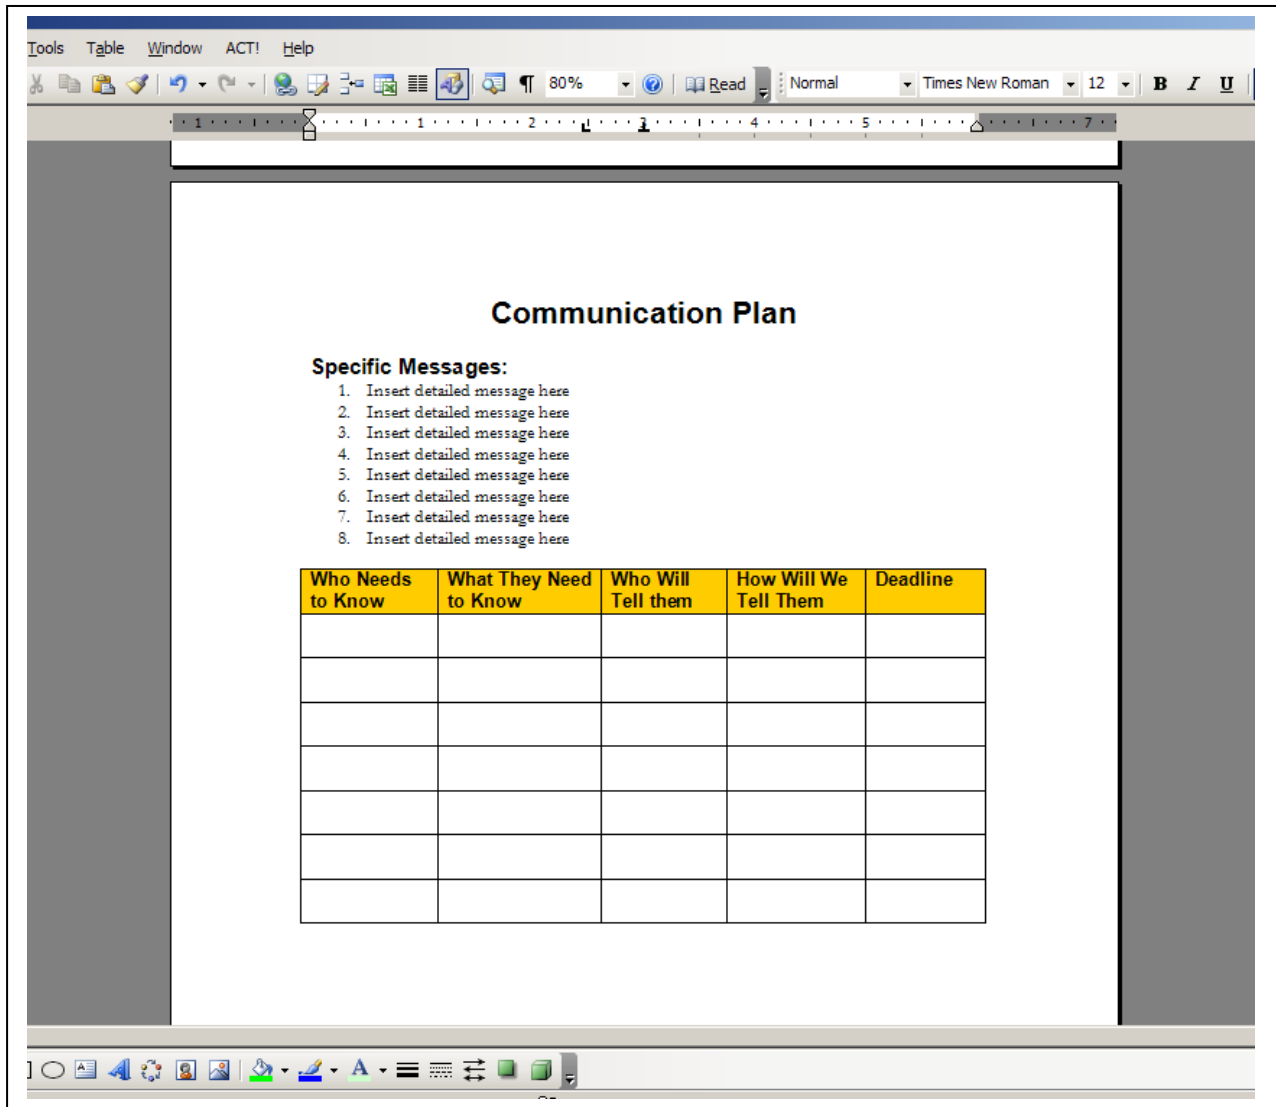 Tools Table Window ACT! Help
80% Read Normal Times New Roman 12 B I U
1 1 2 3 4 5 7
Communication Plan
Specific Messages:
1. Insert detailed message here
2. Insert detailed message here
3. Insert detailed message here
4. Insert detailed message here
5. Insert detailed message here
6. Insert detailed message here
7. Insert detailed message here
8. Insert detailed message here
Who Needs to Know What They Need to Know Who Will Tell them How Will We Tell Them Deadline